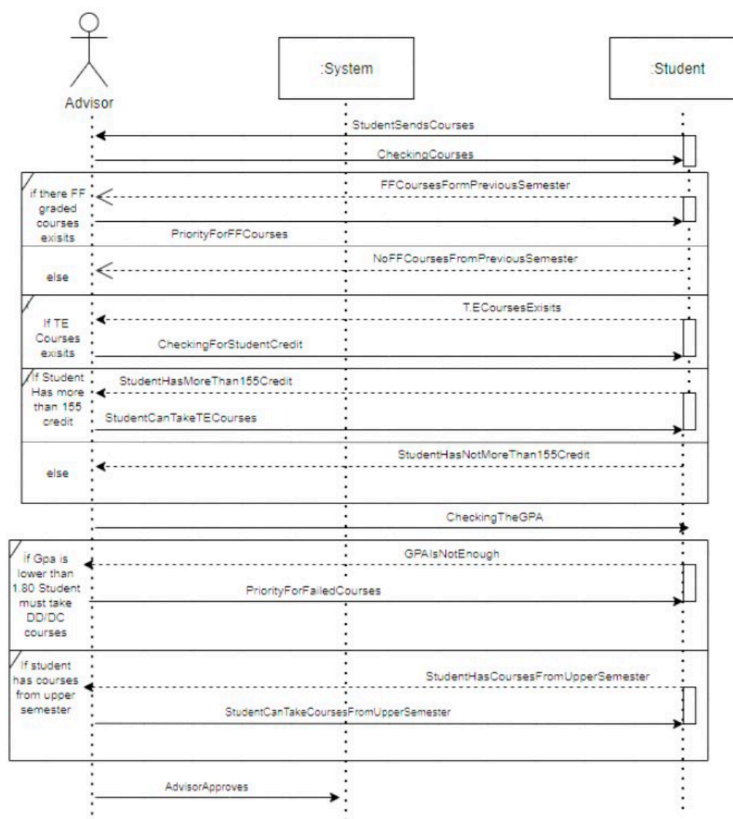 Advisor
:System
:Student
StudentSendsCourses
CheckingCourses
if there FF
graded
courses
exisits
FFCoursesFormPreviousSemester
PriorityForFFCourses
else
NoFFCoursesFromPreviousSemester
If TE
Courses
exisits
T.ECoursesExisits
CheckingForStudentCredit
If Student
Has more
than 155
credit
StudentHasMoreThan155Credit
StudentCanTakeTECourses
else
StudentHasNotMoreThan155Credit
CheckingTheGPA
if Gpa is
lower than
1.80 Student
must take
DD/DC
courses
GPAIsNotEnough
PriorityForFailedCourses
If student
has courses
from upper
semester
StudentHasCoursesFromUpperSemester
StudentCanTakeCoursesFromUpperSemester
AdvisorApproves